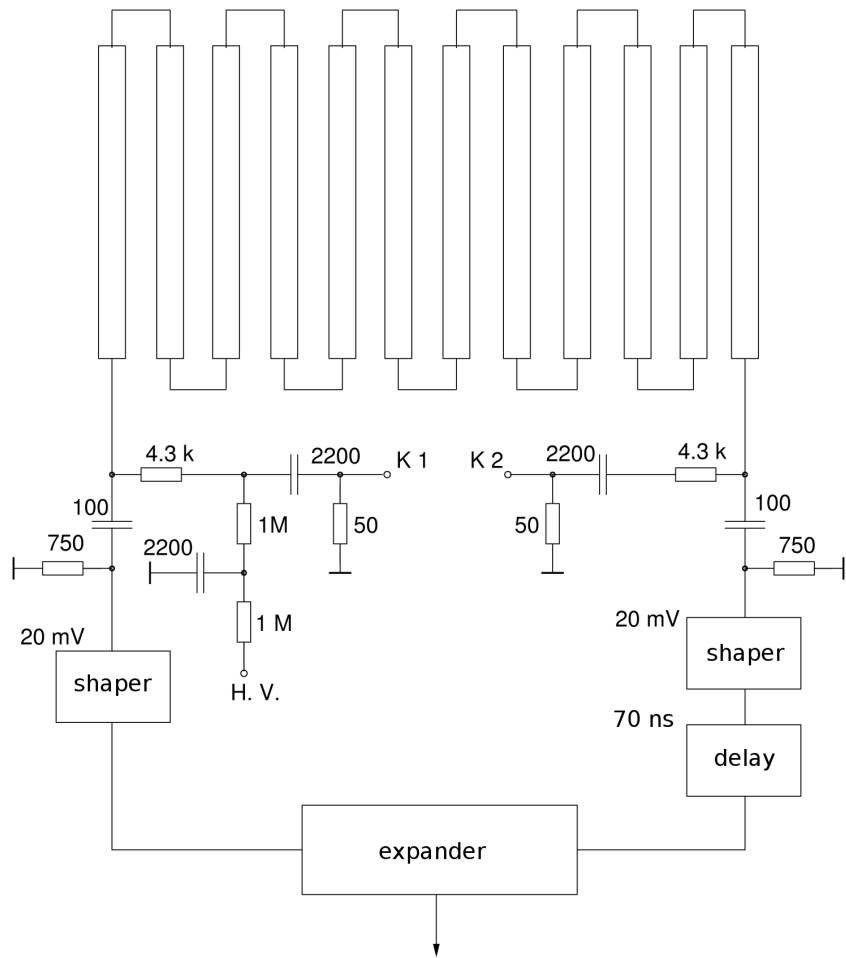 4.3 k
2200
K 1
K 2
2200
4.3 k
100
1M
50
50
100
750
2200
750
1 M
20 mV
shaper
H. V.
20 mV
shaper
70 ns
delay
expander